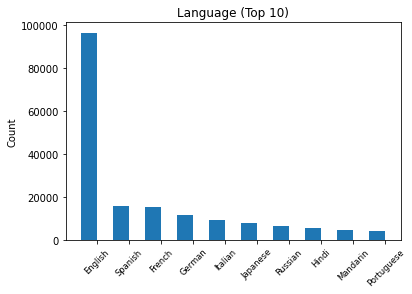 Language (Top 10)
100000
80000
60000
40000
20000
0
Count
English
Spanish
French
German
Italian
Japanese
Russian
Hindi
Mandarin
Portuguese